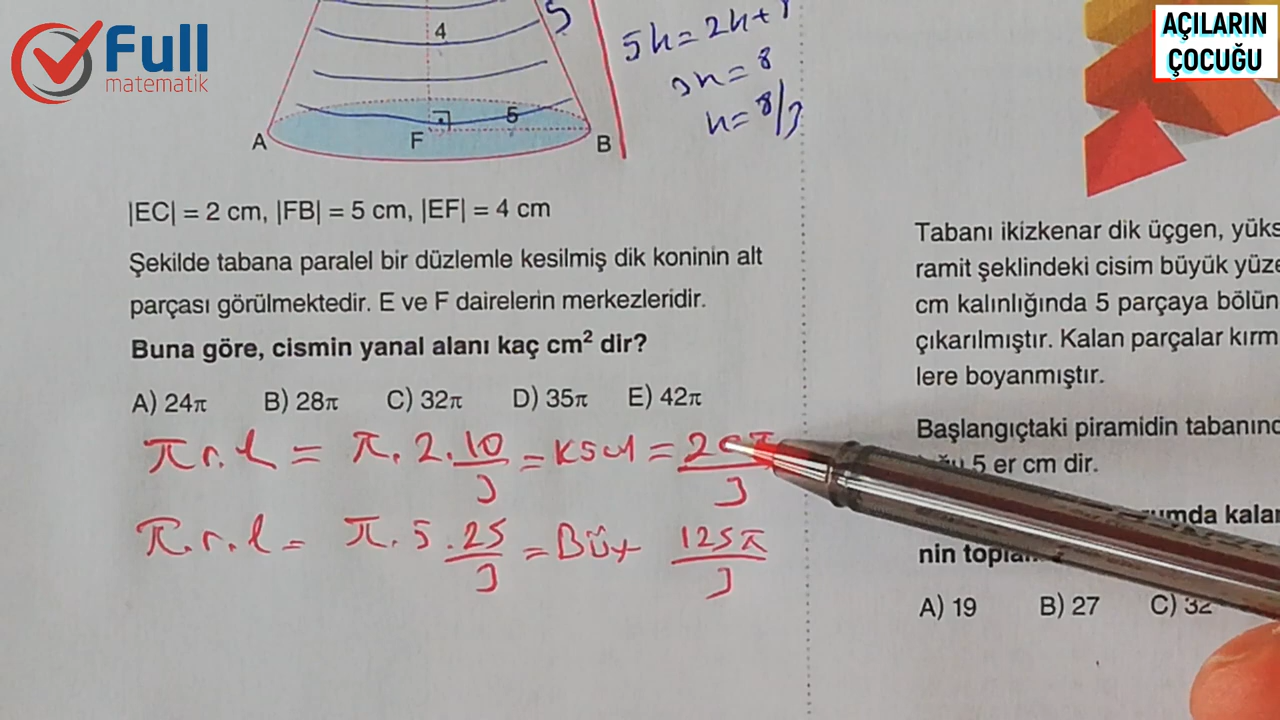 Full
matematik
AÇILARIN
ÇOCUĞU
4
5
5
A
F
B
5h=2h+
3h=8
h=8/3
|EC| = 2 cm, |FB| = 5 cm, |EF| = 4 cm
Şekilde tabana paralel bir düzlemle kesilmiş dik koninin alt
parçası görülmektedir. E ve F dairelerin merkezleridir.
Buna göre, cismin yanal alanı kaç cm² dir?
A) 24π B) 28π C) 32π D) 35π E) 42π
π r. l = π. 2. 10/3 = = 20π/3
π. r. l = π. 5. 25/3 = Büy 125π/3
Tabanı ikizkenar dik üçgen, yüks
ramit şeklindeki cisim büyük yüze
cm kalınlığında 5 parçaya bölün
çıkarılmıştır. Kalan parçalar kırm
lere boyanmıştır.
Başlangıçtaki piramidin tabanınd
5 er cm dir.
umda kalan
nin topla
A) 19 B) 27 C) 32